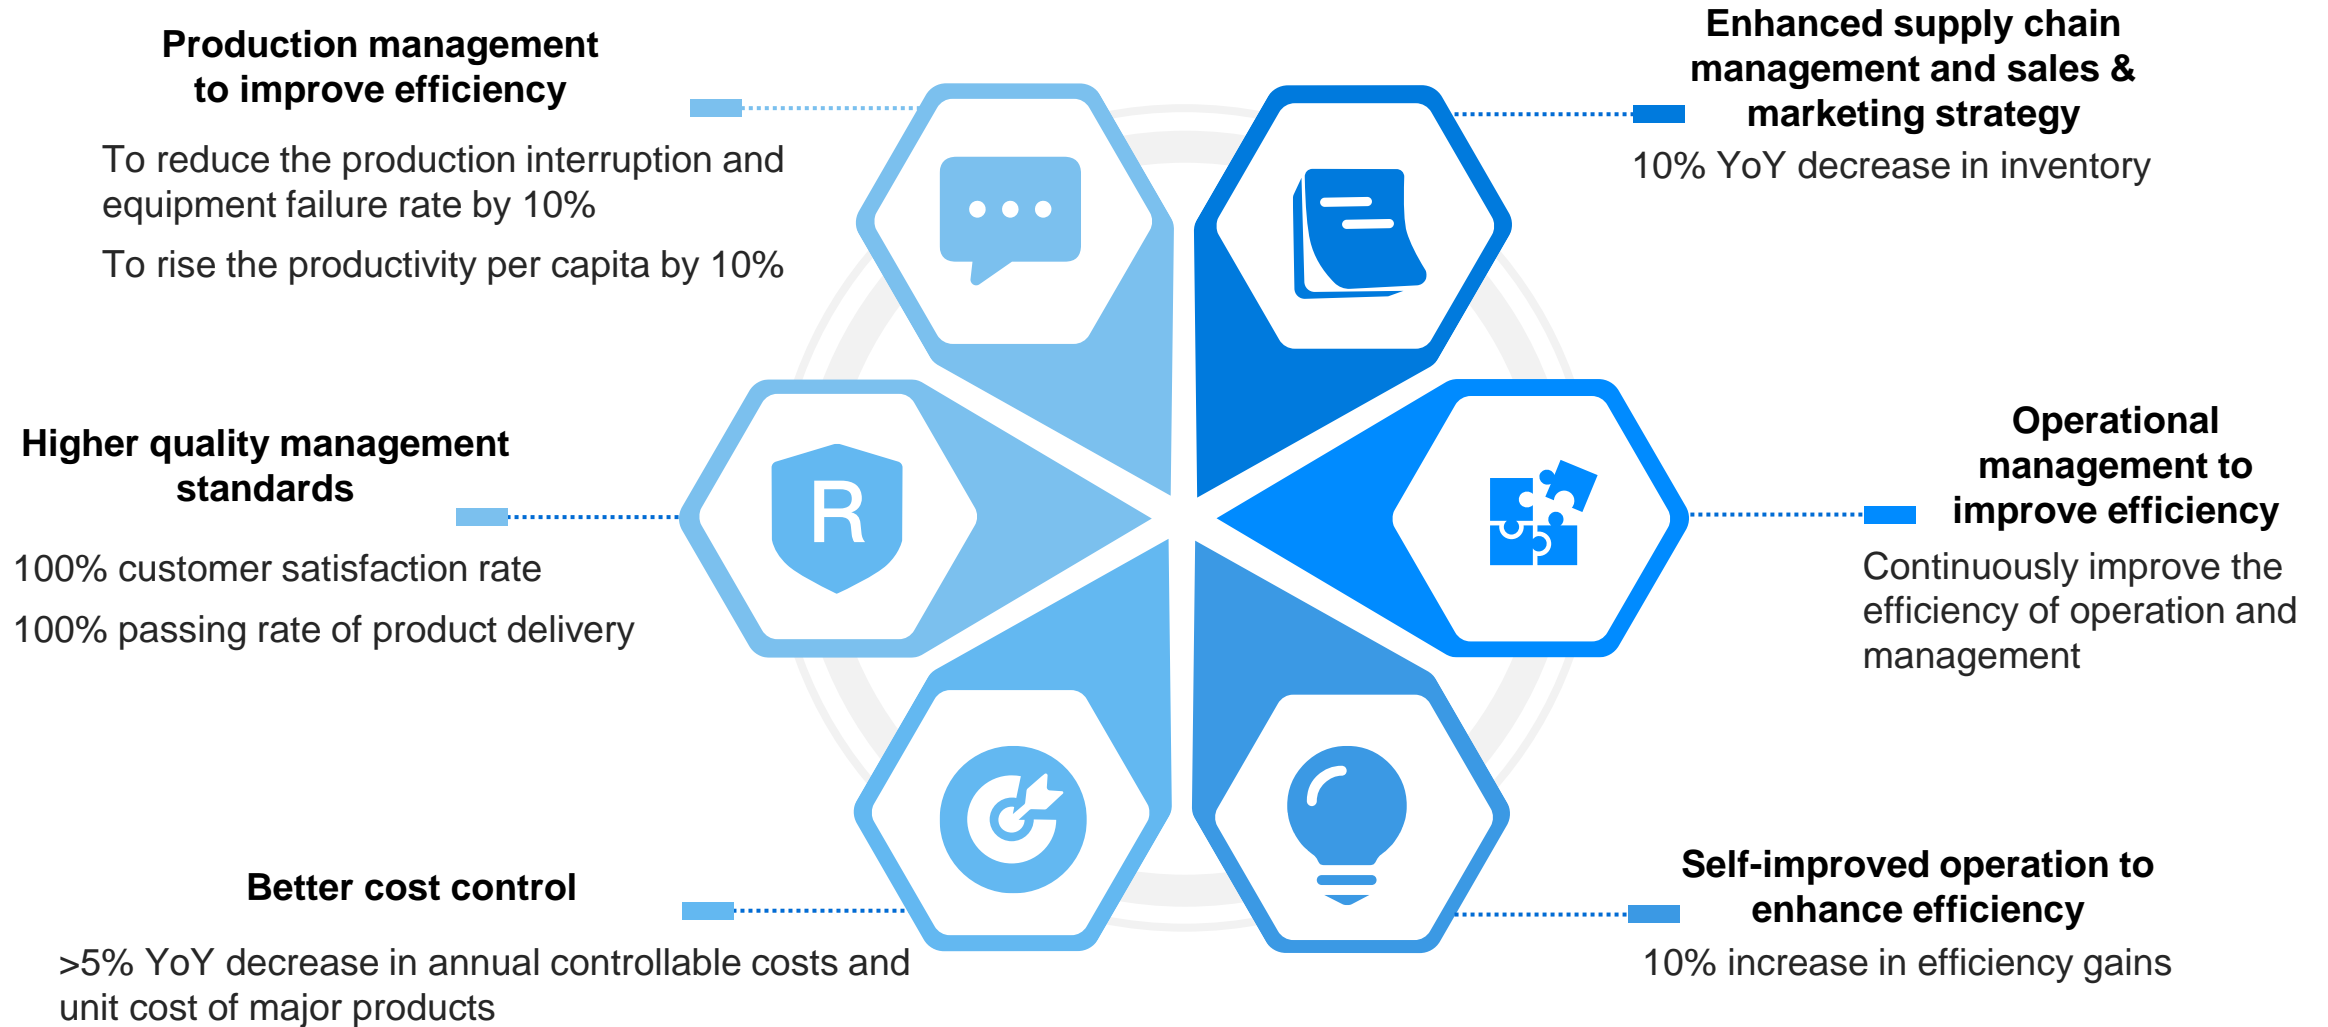 Production management
to improve efficiency
To reduce the production interruption and
equipment failure rate by 10%
To rise the productivity per capita by 10%
Enhanced supply chain
management and sales &
marketing strategy
10% YoY decrease in inventory
Higher quality management
standards
100% customer satisfaction rate
100% passing rate of product delivery
R
Operational
management to
improve efficiency
Continuously improve the
efficiency of operation and
management
Better cost control
>5% YoY decrease in annual controllable costs and
unit cost of major products
Self-improved operation to
enhance efficiency
10% increase in efficiency gains